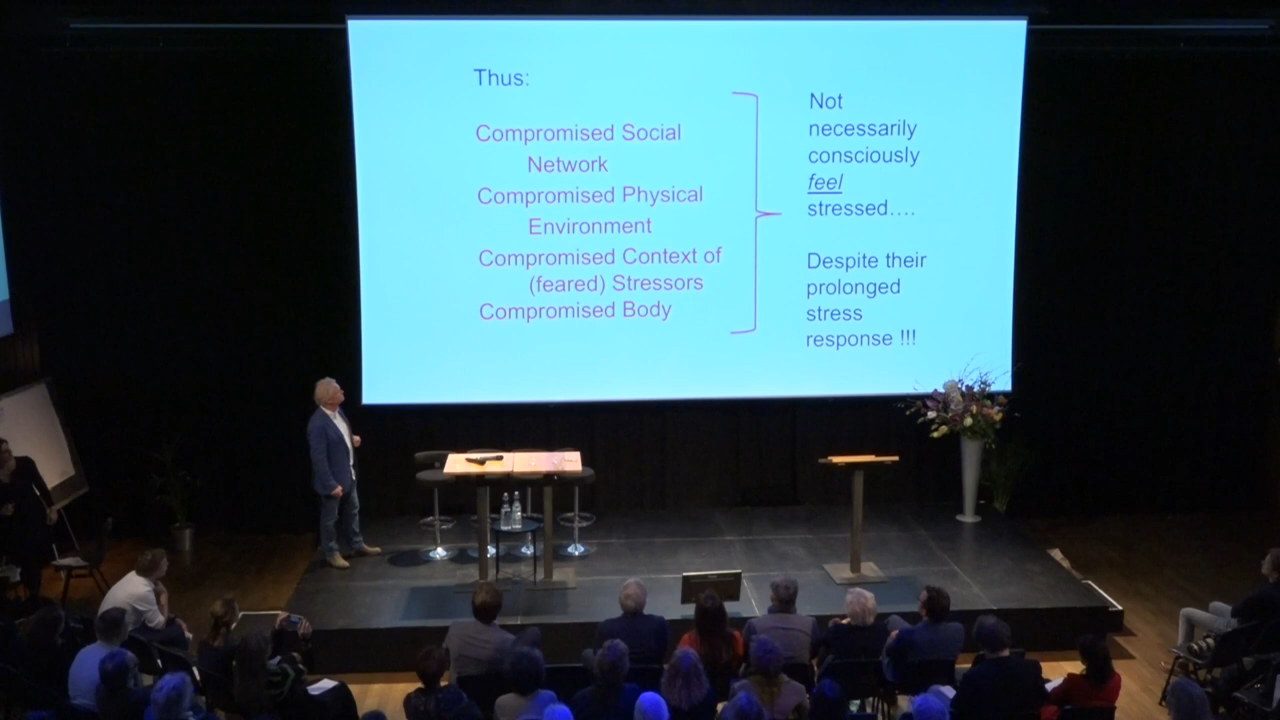 Thus:
Compromised Social
Network
Compromised Physical
Environment
Compromised Context of
(feared) Stressors
Compromised Body
Not
necessarily
consciously
feel
stressed....
Despite their
prolonged
stress
response !!!